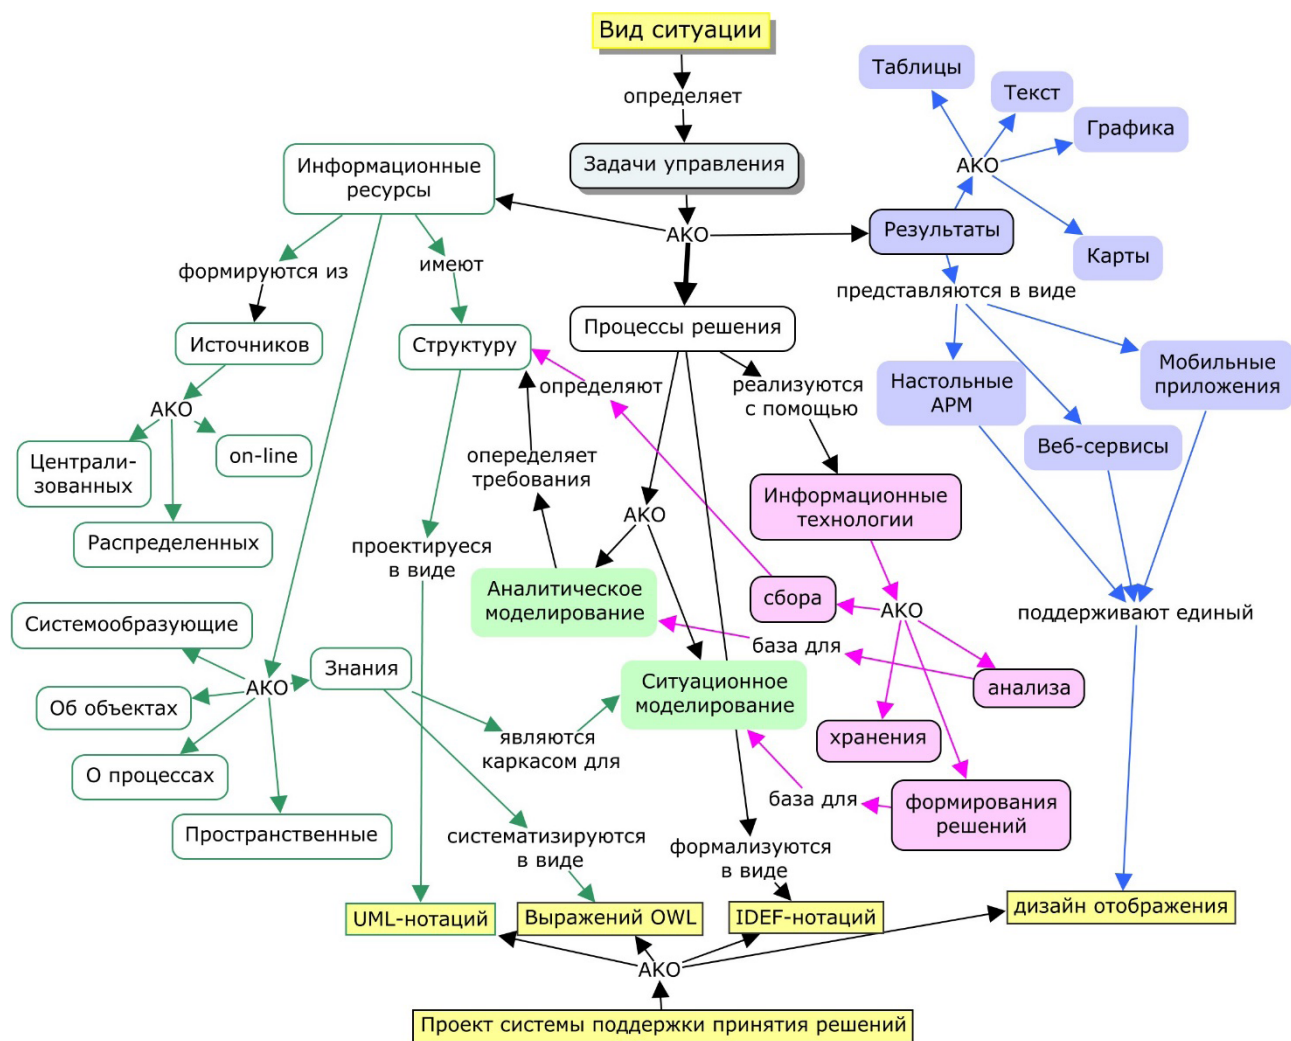 Вид ситуации
Таблицы
Текст
определяет
Графика
Информационные
ресурсы
Задачи управления
АКО
АКО
Результаты
Карты
формируются из
имеют
представляются в виде
Источников
Структуру
Процессы решения
определяют
реализуются
с помощью
Настольные
АРМ
Мобильные
приложения
АКО
Централи-
зованных
on-line
опеределяет
требования
Веб-сервисы
Информационные
технологии
АКО
Распределенных
проектируеся
в виде
Аналитическое
моделирование
сбора
АКО
поддерживают единый
Системообразующие
база для
АКО
Знания
Ситуационное
моделирование
анализа
Об объектах
являются
каркасом для
хранения
О процессах
база для
формирования
решений
Пространственные
систематизируются
в виде
формализуются
в виде
UML-нотаций
Выражений OWL
IDEF-нотаций
дизайн отображения
АКО
Проект системы поддержки принятия решений